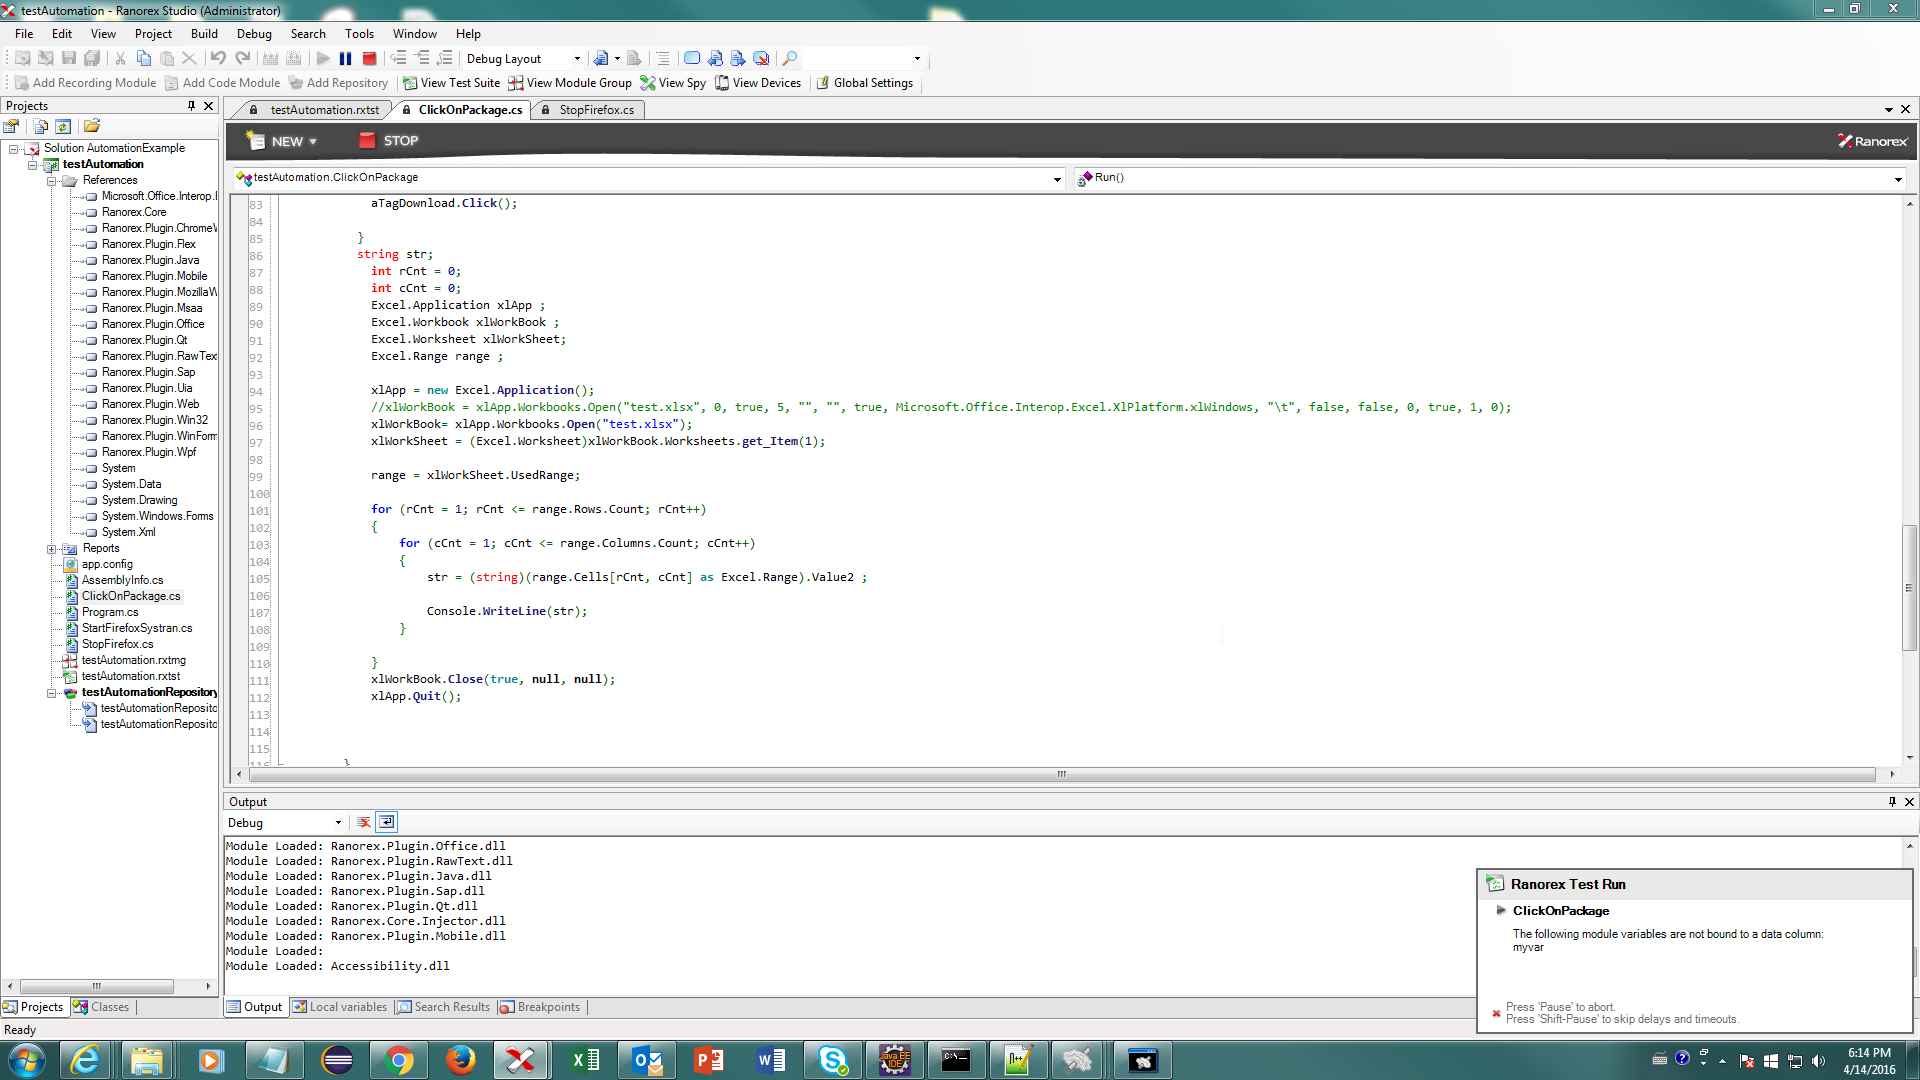 testAutomation - Ranorex Studio (Administrator)
File Edit View Project Build Debug Search Tools Window Help
Debug Layout
Add Recording Module Add Code Module Add Repository View Test Suite View Module Group View Spy View Devices Global Settings
Projects
testAutomation.rxtst ClickOnPackage.cs StopFirefox.cs
NEW STOP Ranorex
testAutomation.ClickOnPackage Run()
Solution AutomationExample
testAutomation
References
Microsoft.Office.Interop.
Ranorex.Core
Ranorex.Plugin.ChromeW
Ranorex.Plugin.Flex
Ranorex.Plugin.Java
Ranorex.Plugin.Mobile
Ranorex.Plugin.MozillaW
Ranorex.Plugin.Msaa
Ranorex.Plugin.Office
Ranorex.Plugin.Qt
Ranorex.Plugin.RawTex
Ranorex.Plugin.Sap
Ranorex.Plugin.Uia
Ranorex.Plugin.Web
Ranorex.Plugin.Win32
Ranorex.Plugin.WinForm
Ranorex.Plugin.Wpf
System
System.Data
System.Drawing
System.Windows.Forms
System.Xml
Reports
app.config
AssemblyInfo.cs
ClickOnPackage.cs
Program.cs
StartFirefoxSystran.cs
StopFirefox.cs
testAutomation.rxtmg
testAutomation.rxtst
testAutomationRepository
testAutomationReposito
testAutomationReposito
Projects Classes
83 aTagDownload.Click();
84
85 }
86 string str;
87 int rCnt = 0;
88 int cCnt = 0;
89 Excel.Application xlApp ;
90 Excel.Workbook xlWorkBook ;
91 Excel.Worksheet xlWorkSheet;
92 Excel.Range range ;
93
94 xlApp = new Excel.Application();
95 //xlWorkBook = xlApp.Workbooks.Open("test.xlsx", 0, true, 5, "", "", true, Microsoft.Office.Interop.Excel.XlPlatform.xlWindows, "\t", false, false, 0, true, 1, 0);
96 xlWorkBook= xlApp.Workbooks.Open("test.xlsx");
97 xlWorkSheet = (Excel.Worksheet)xlWorkBook.Worksheets.get_Item(1);
98
99 range = xlWorkSheet.UsedRange;
100
101 for (rCnt = 1; rCnt <= range.Rows.Count; rCnt++)
102 {
103 for (cCnt = 1; cCnt <= range.Columns.Count; cCnt++)
104 {
105 str = (string)(range.Cells[rCnt, cCnt] as Excel.Range).Value2 ;
106
107 Console.WriteLine(str);
108 }
109
110 }
111 xlWorkBook.Close(true, null, null);
112 xlApp.Quit();
113
114
115
116 }
Output
Debug
Module Loaded: Ranorex.Plugin.Office.dll
Module Loaded: Ranorex.Plugin.RawText.dll
Module Loaded: Ranorex.Plugin.Java.dll
Module Loaded: Ranorex.Plugin.Sap.dll
Module Loaded: Ranorex.Plugin.Qt.dll
Module Loaded: Ranorex.Core.Injector.dll
Module Loaded: Ranorex.Plugin.Mobile.dll
Module Loaded:
Module Loaded: Accessibility.dll
Output Local variables Search Results Breakpoints
Ranorex Test Run
ClickOnPackage
The following module variables are not bound to a data column:
myvar
Press 'Pause' to abort.
Press 'Shift-Pause' to skip delays and timeouts.
Ready
6:14 PM
4/14/2016